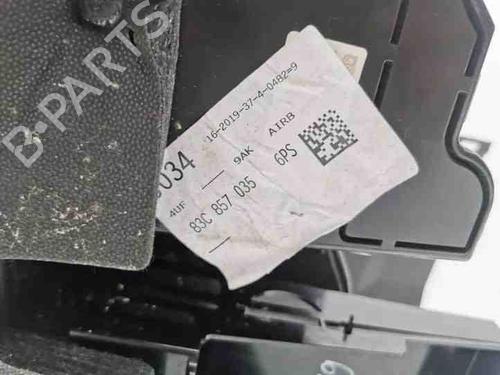 B-PARTS
16-2019-37-4-0482=9
034
4UF — 9AK AIRB
83C 857 035 6PS
—